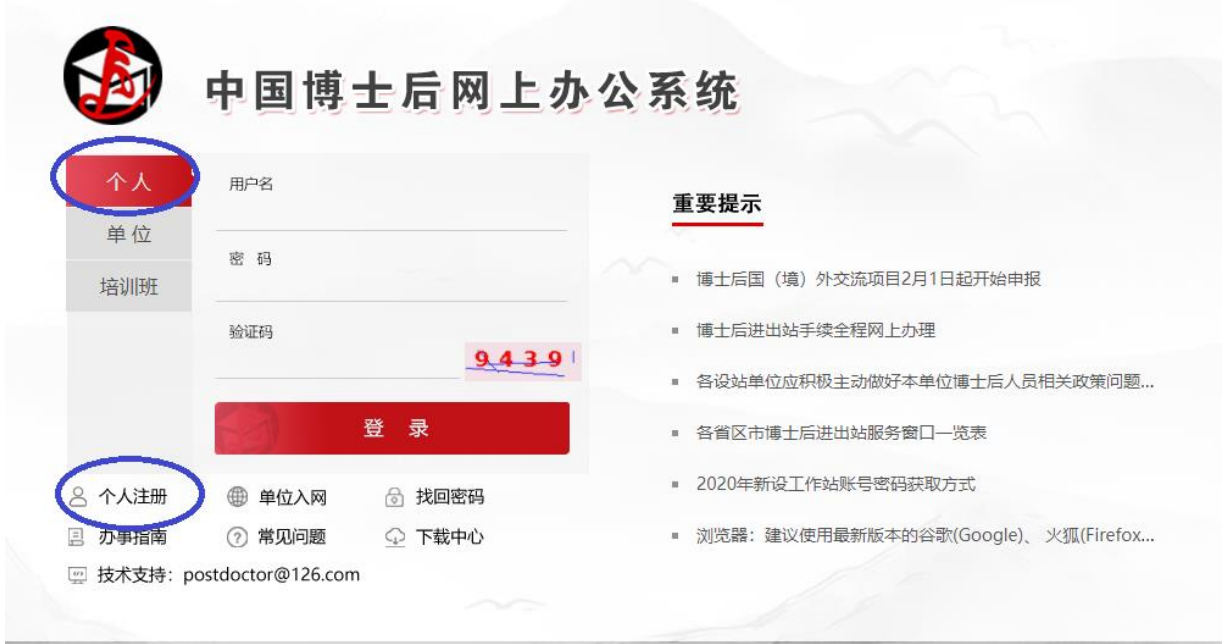 中国博士后网上办公系统
个人
单位
培训班
用户名
密 码
验证码
9439
登 录
个人注册
单位入网
找回密码
办事指南
常见问题
下载中心
技术支持：postdoctor@126.com
重要提示
博士后国（境）外交流项目2月1日起开始申报
博士后进出站手续全程网上办理
各设站单位应积极主动做好本单位博士后人员相关政策问题...
各省区市博士后进出站服务窗口一览表
2020年新设工作站账号密码获取方式
浏览器：建议使用最新版本的谷歌(Google)、 火狐(Firefox...